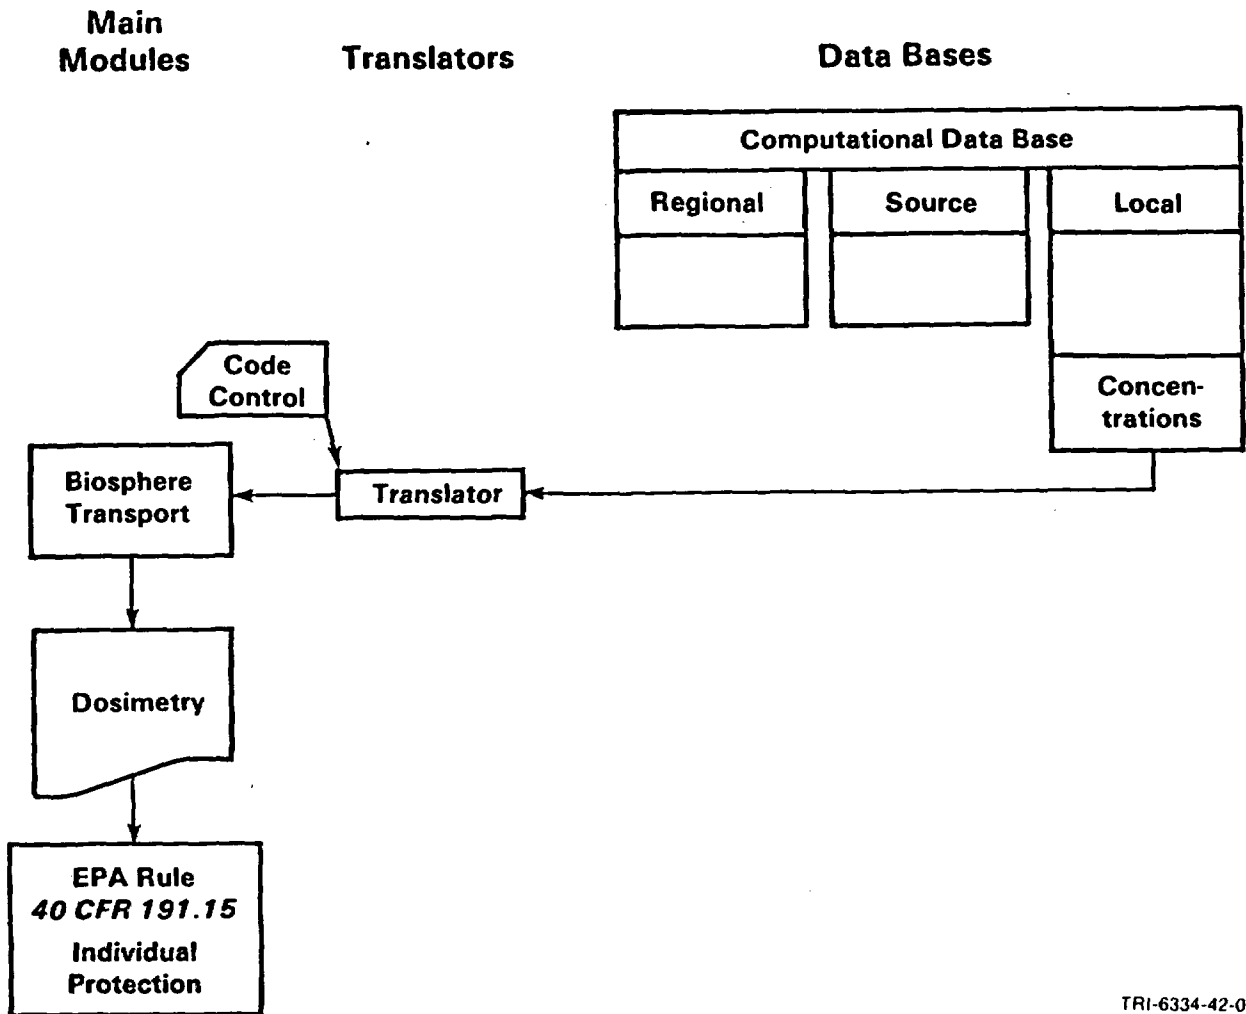 Main
Modules
Translators
Data Bases
Computational Data Base
Regional
Source
Local
Concen-
trations
Code
Control
Biosphere
Transport
Translator
Dosimetry
EPA Rule
40 CFR 191.15
Individual
Protection
TRI-6334-42-0